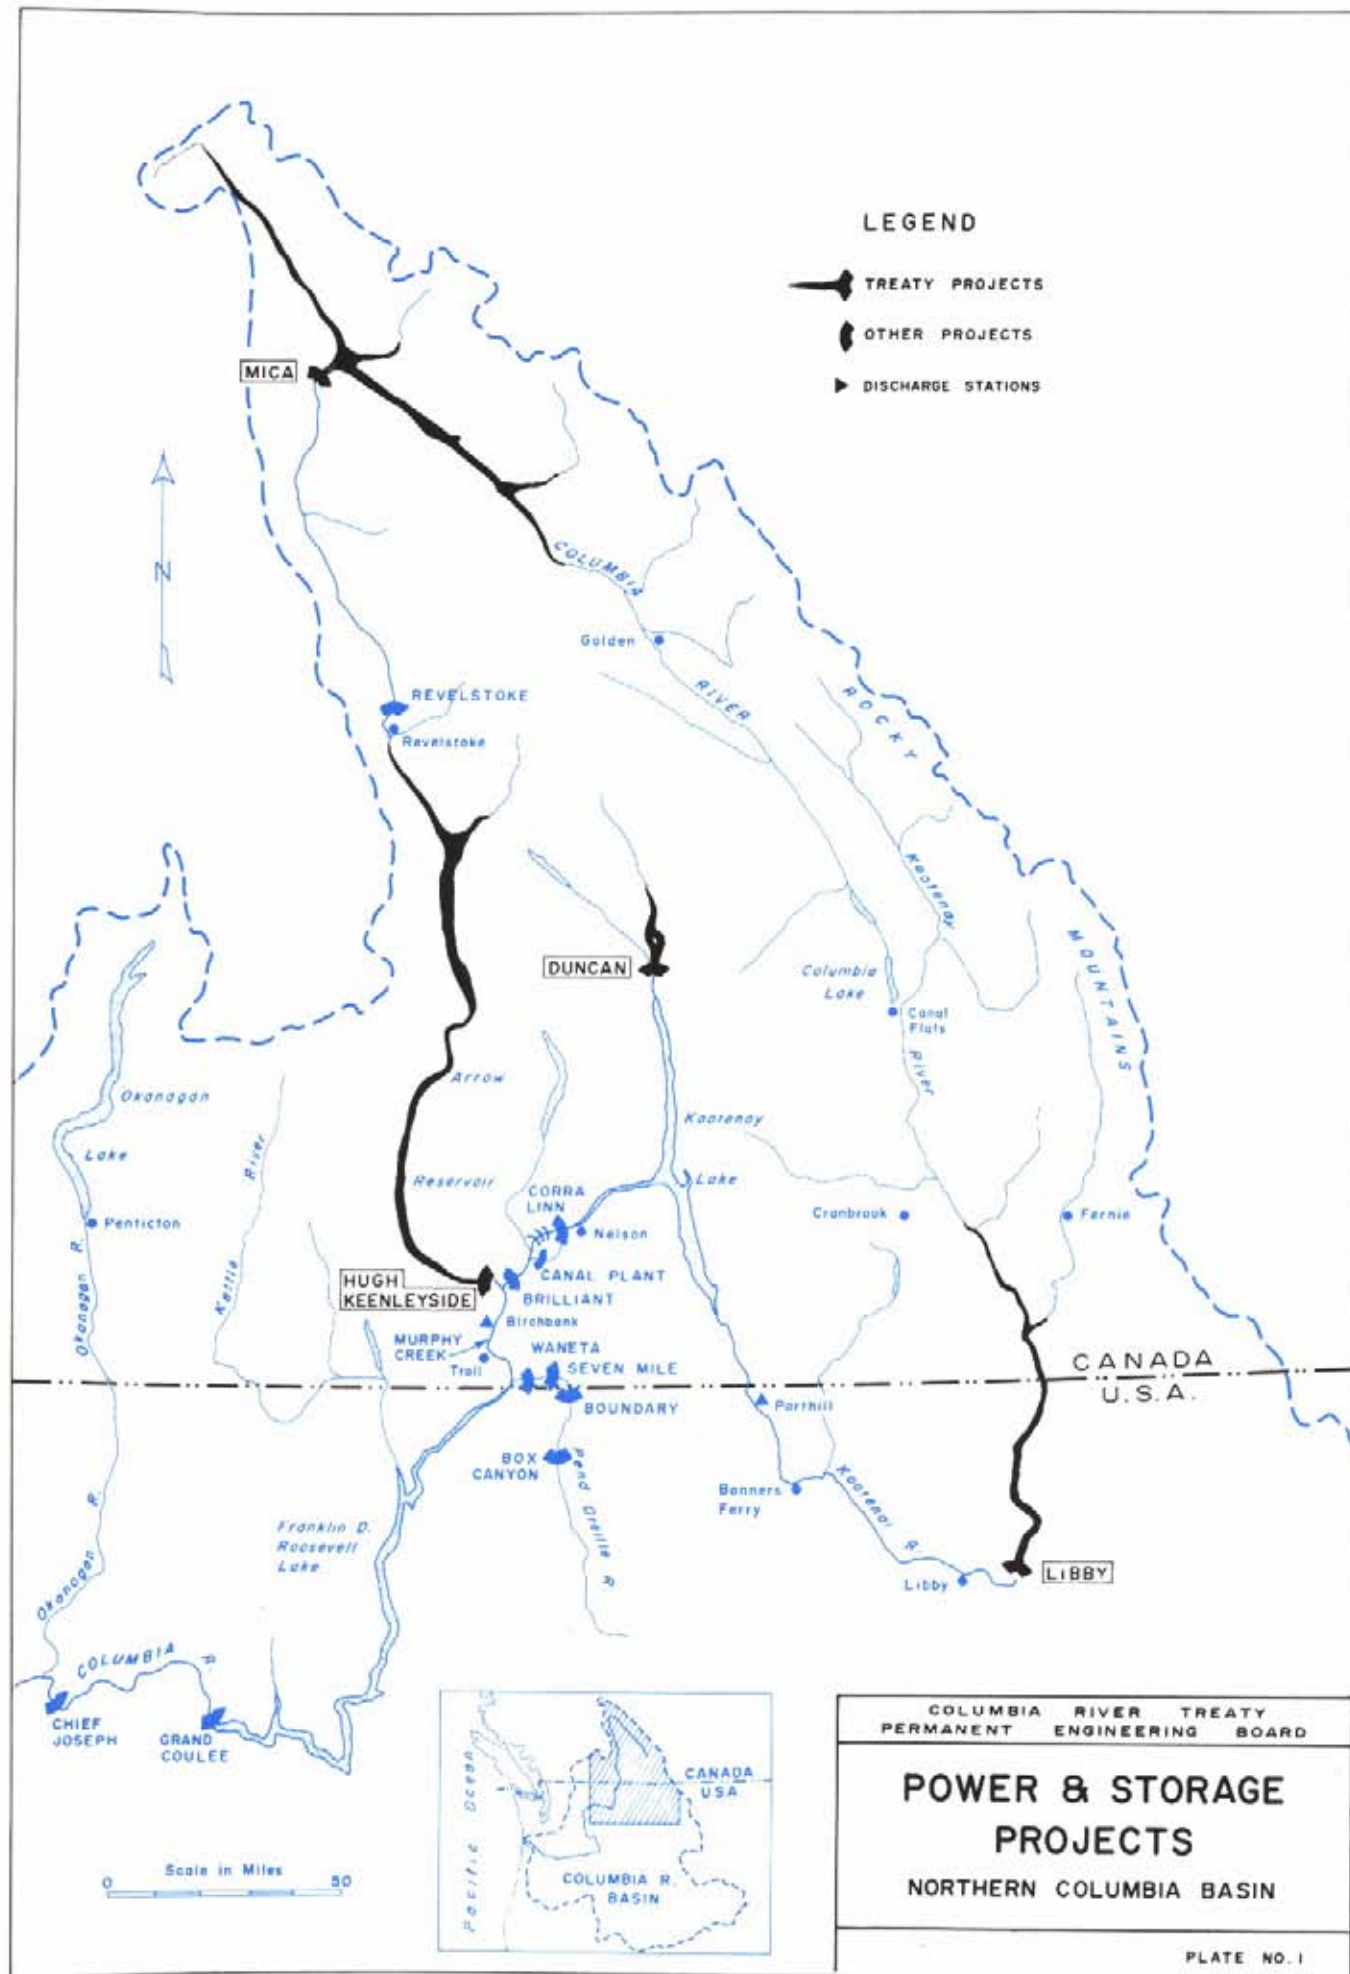 LEGEND
TREATY PROJECTS
OTHER PROJECTS
DISCHARGE STATIONS
MICA
N
COLUMBIA
Golden
RIVER
ROCKY
REVELSTOKE
Revelstoke
Kootenay
MOUNTAINS
DUNCAN
Columbia
Lake
Canal
Flats
River
Arrow
Okanagan
Kootenay
Lake
River
Reservoir
Lake
CORRA
LINN
Penticton
Nelson
Cranbrook
Fernie
Okanagan R.
Kettle
HUGH
KEENLEYSIDE
CANAL PLANT
BRILLIANT
Birchbank
MURPHY
CREEK
WANETA
Trail
SEVEN MILE
CANADA
U.S.A.
BOUNDARY
Porthill
BOX
CANYON
Pend Oreille R.
Bonners
Ferry
Kootenai R.
Franklin D.
Roosevelt
Lake
Okanogan R.
Libby
LIBBY
COLUMBIA R.
CHIEF
JOSEPH
GRAND
COULEE
Pacific Ocean
CANADA
USA
COLUMBIA R.
BASIN
Scale in Miles
0 50
COLUMBIA RIVER TREATY
PERMANENT ENGINEERING BOARD
POWER & STORAGE
PROJECTS
NORTHERN COLUMBIA BASIN
PLATE NO. 1